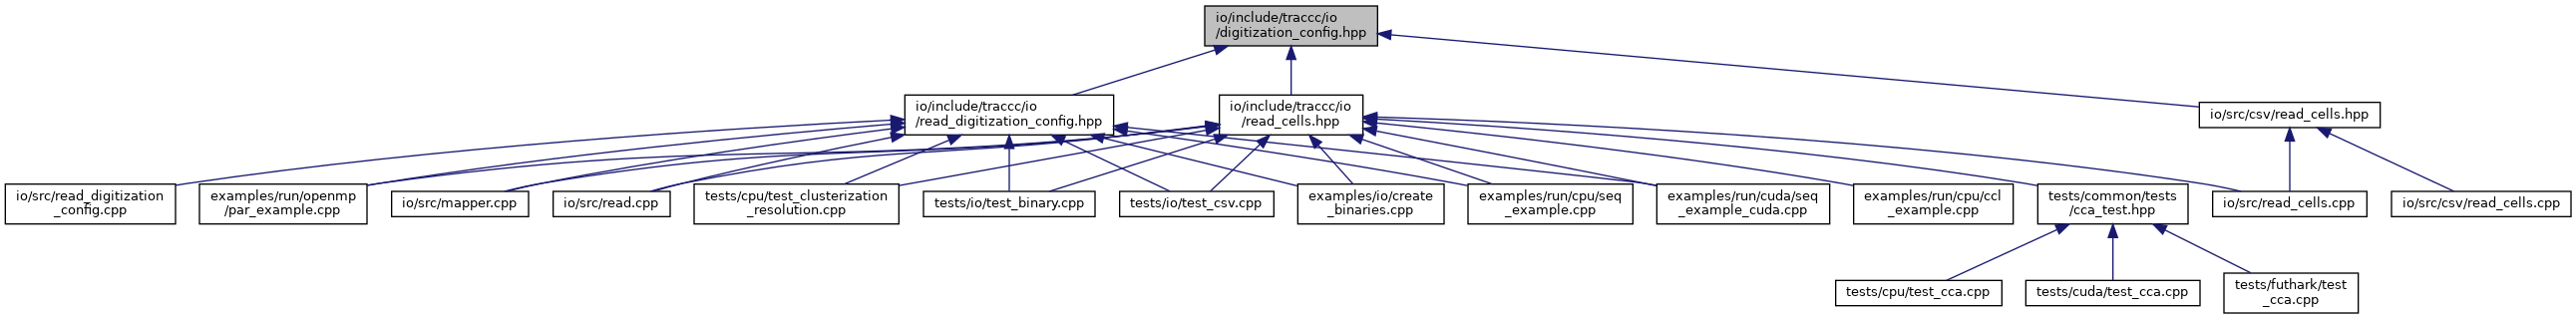 io/include/traccc/io
/digitization_config.hpp
io/include/traccc/io
/read_digitization_config.hpp
io/include/traccc/io
/read_cells.hpp
io/src/csv/read_cells.hpp
io/src/read_digitization
_config.cpp
examples/run/openmp
/par_example.cpp
io/src/mapper.cpp
io/src/read.cpp
tests/cpu/test_clusterization
_resolution.cpp
tests/io/test_binary.cpp
tests/io/test_csv.cpp
examples/io/create
_binaries.cpp
examples/run/cpu/seq
_example.cpp
examples/run/cuda/seq
_example_cuda.cpp
examples/run/cpu/ccl
_example.cpp
tests/common/tests
/cca_test.hpp
io/src/read_cells.cpp
io/src/csv/read_cells.cpp
tests/cpu/test_cca.cpp
tests/cuda/test_cca.cpp
tests/futhark/test
_cca.cpp